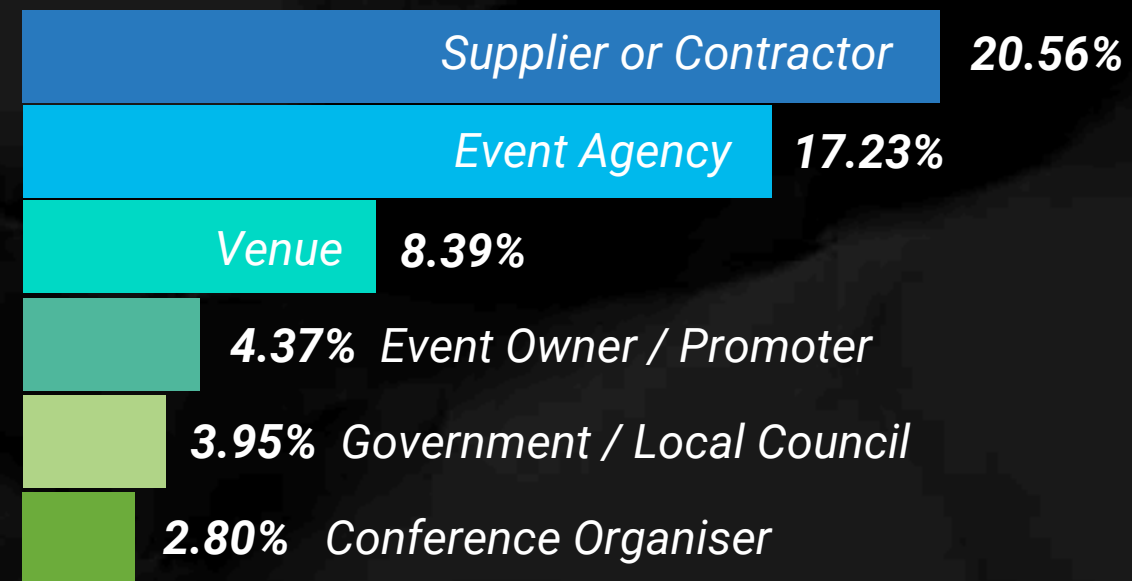 Supplier or Contractor 20.56%
Event Agency 17.23%
Venue 8.39%
4.37% Event Owner / Promoter
3.95% Government / Local Council
2.80% Conference Organiser